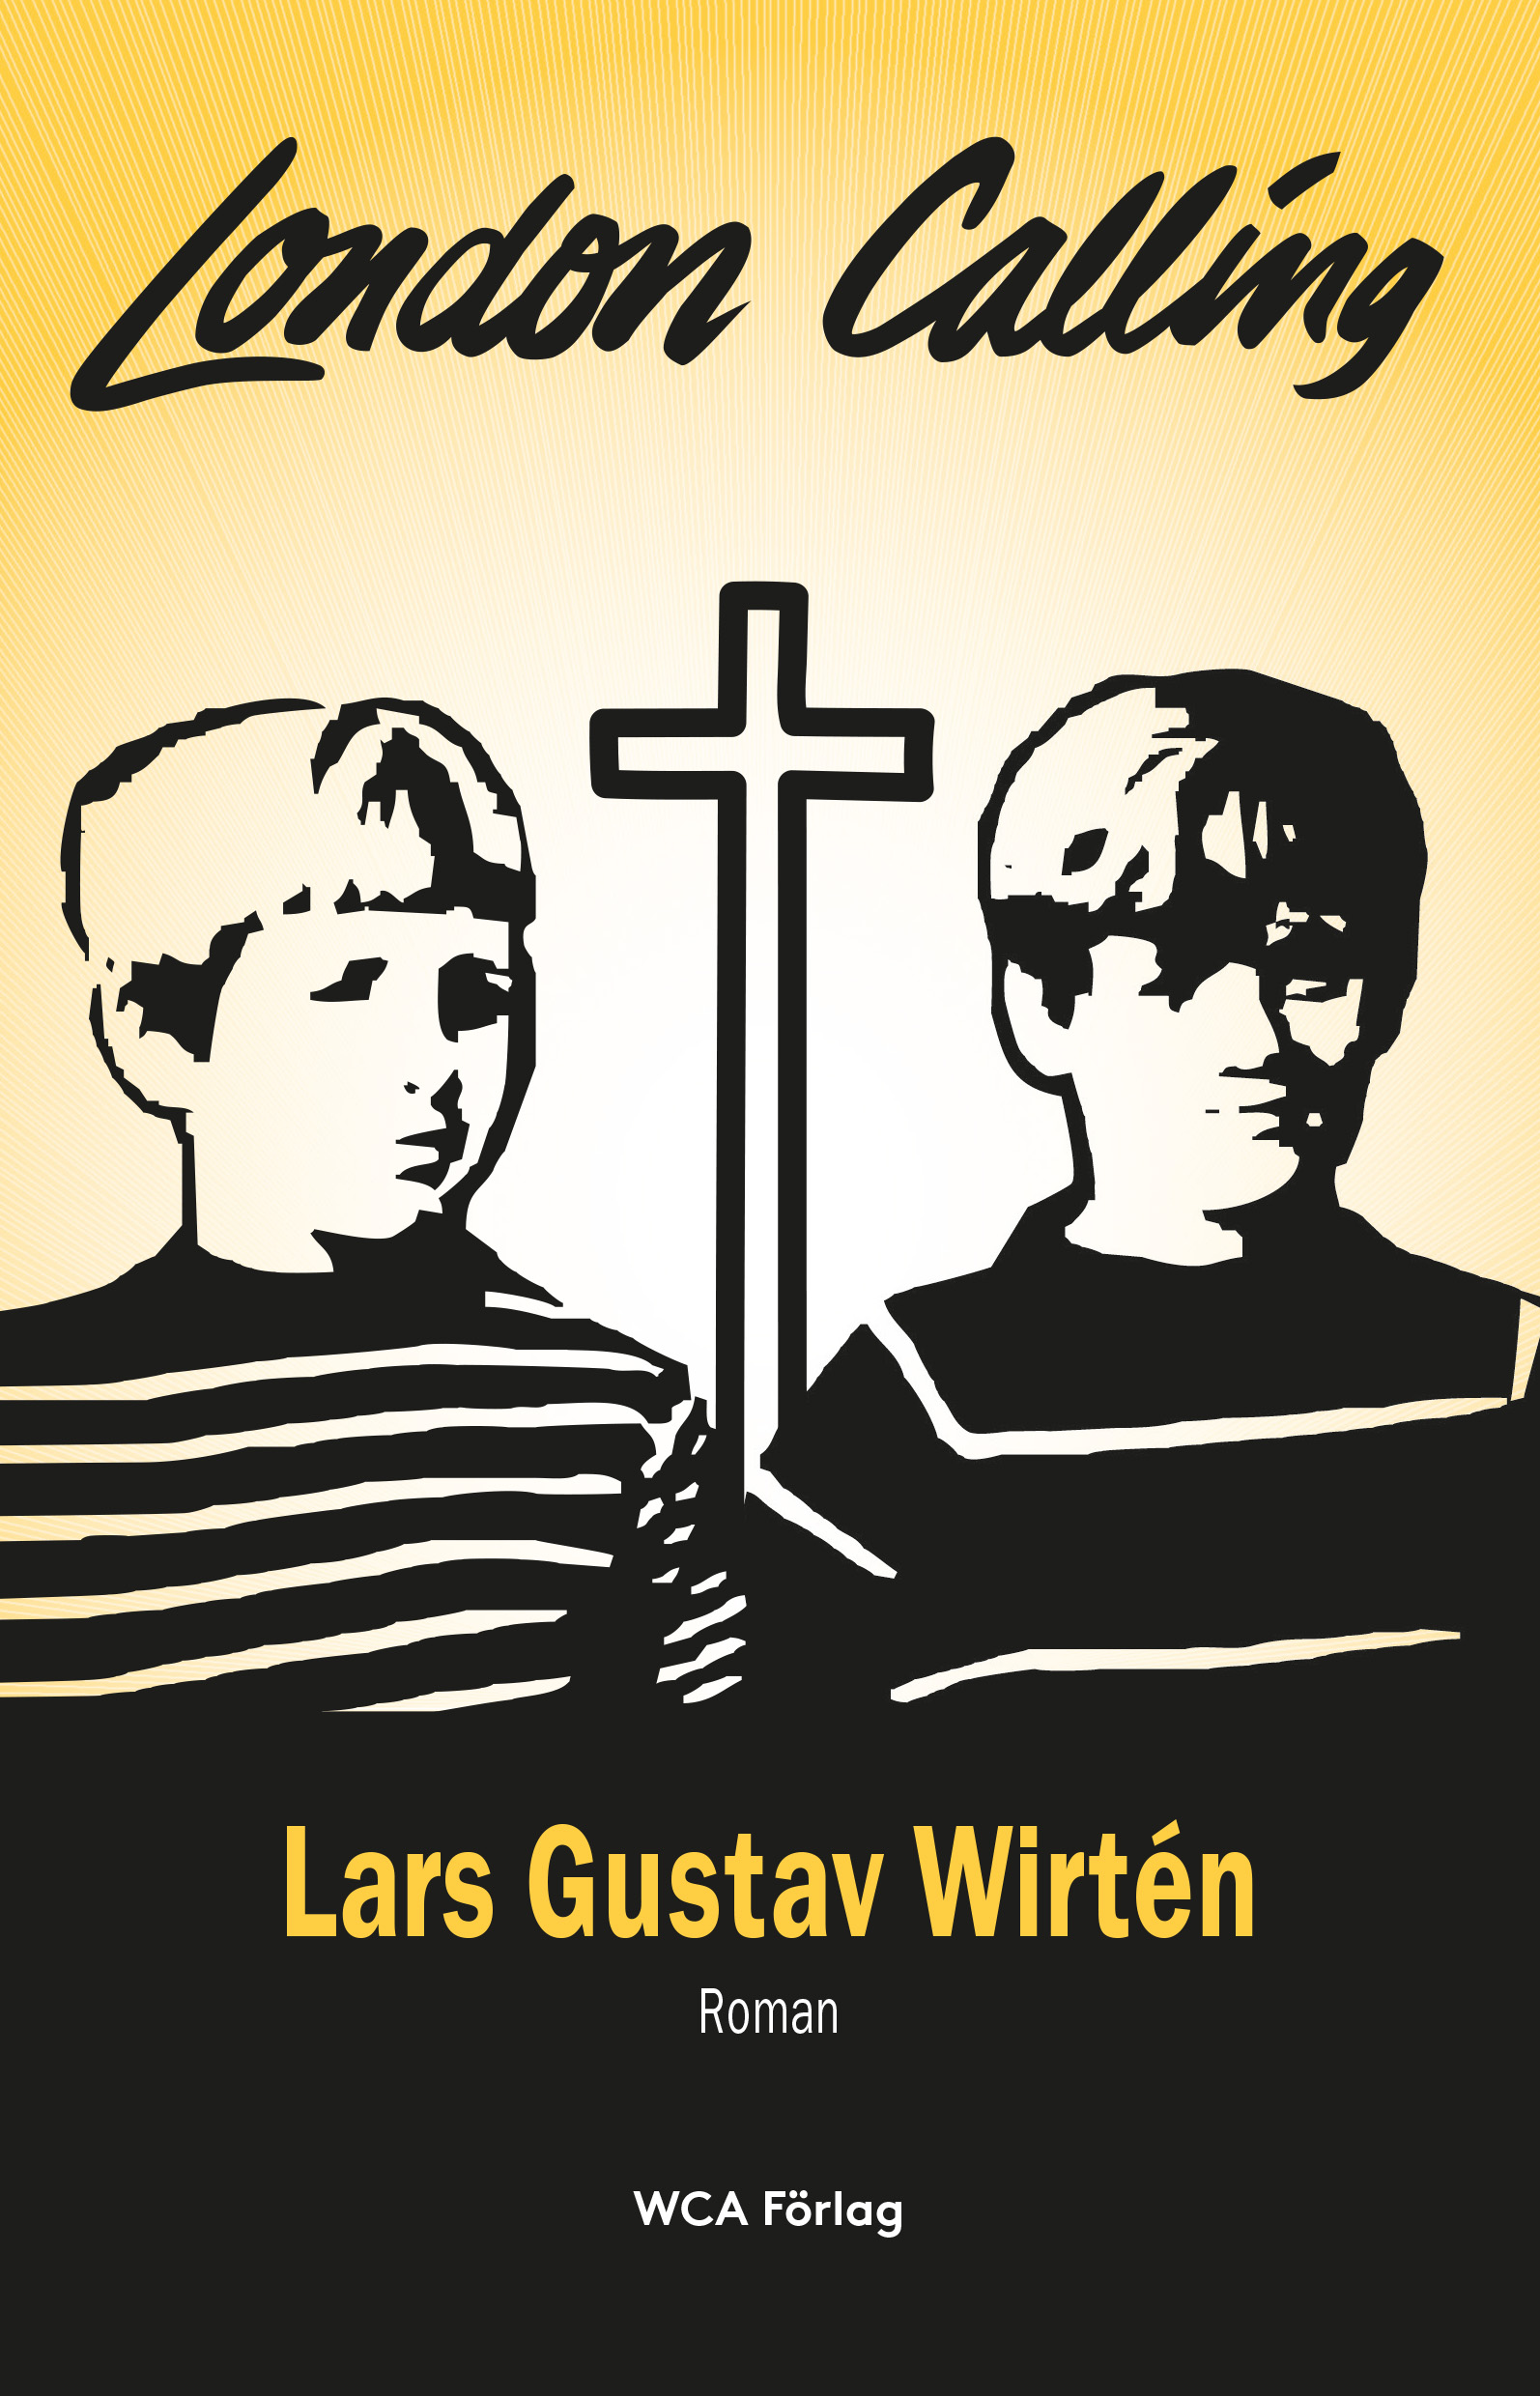 London Calling
Lars Gustav Wirtén
Roman
WCA Förlag